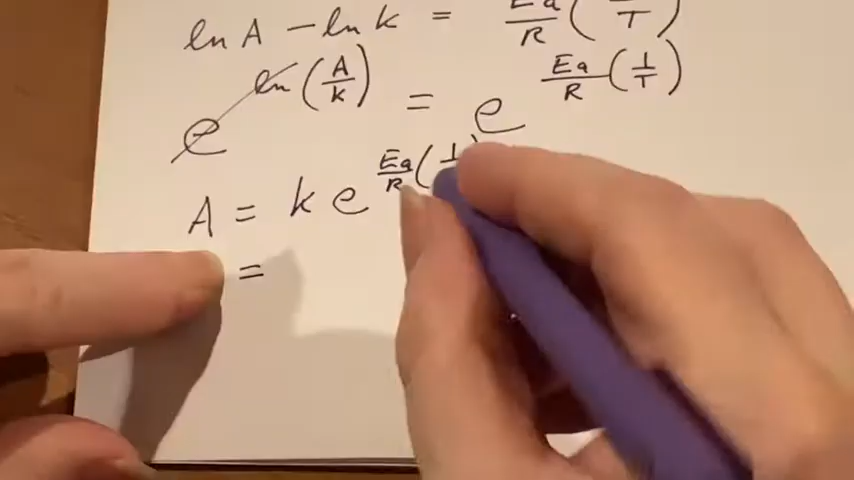 ln A - ln k = Ea/R (1/T)
e^ln(A/k) = e^Ea/R(1/T)
A = k e^Ea/R(1
=